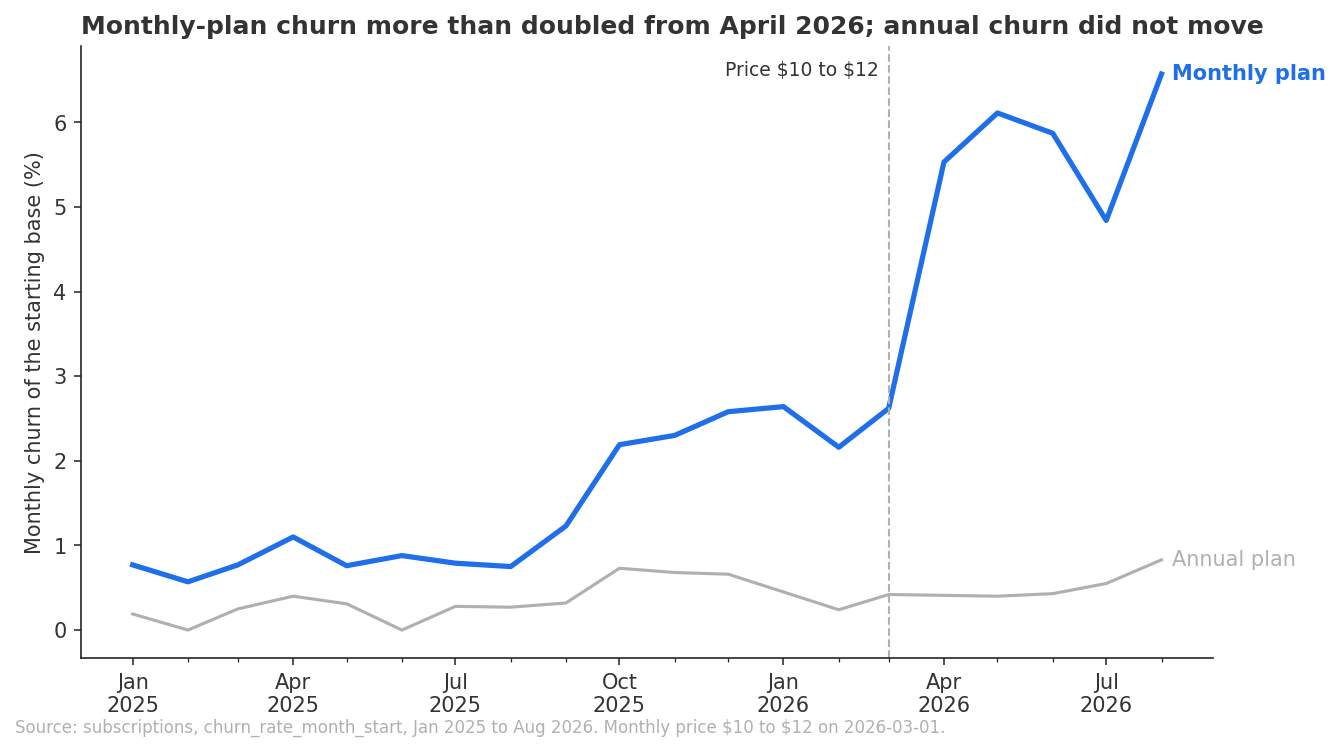 Monthly-plan churn more than doubled from April 2026; annual churn did not move
Price $10 to $12
Monthly plan
Monthly churn of the starting base (%)
6
5
4
3
2
1
0
Annual plan
Jan
2025
Apr
2025
Jul
2025
Oct
2025
Jan
2026
Apr
2026
Jul
2026
Source: subscriptions, churn_rate_month_start, Jan 2025 to Aug 2026. Monthly price $10 to $12 on 2026-03-01.